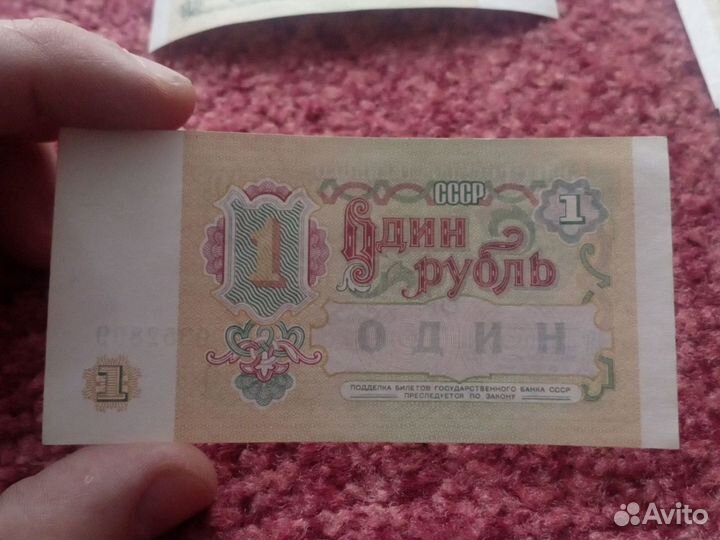 СССР
1
1
Один
рубль
ОДИН
1
ПОДДЕЛКА БИЛЕТОВ ГОСУДАРСТВЕННОГО БАНКА СССР
ПРЕСЛЕДУЕТСЯ ПО ЗАКОНУ
Avito